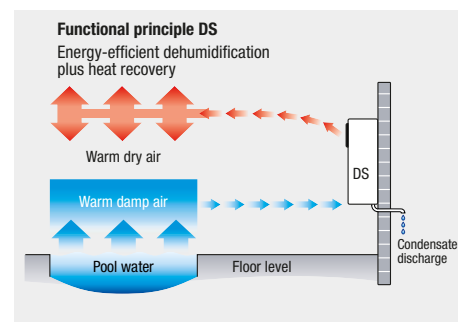 Functional principle DS
Energy-efficient dehumidification
plus heat recovery
Warm dry air
DS
Warm damp air
Condensate
discharge
Pool water
Floor level